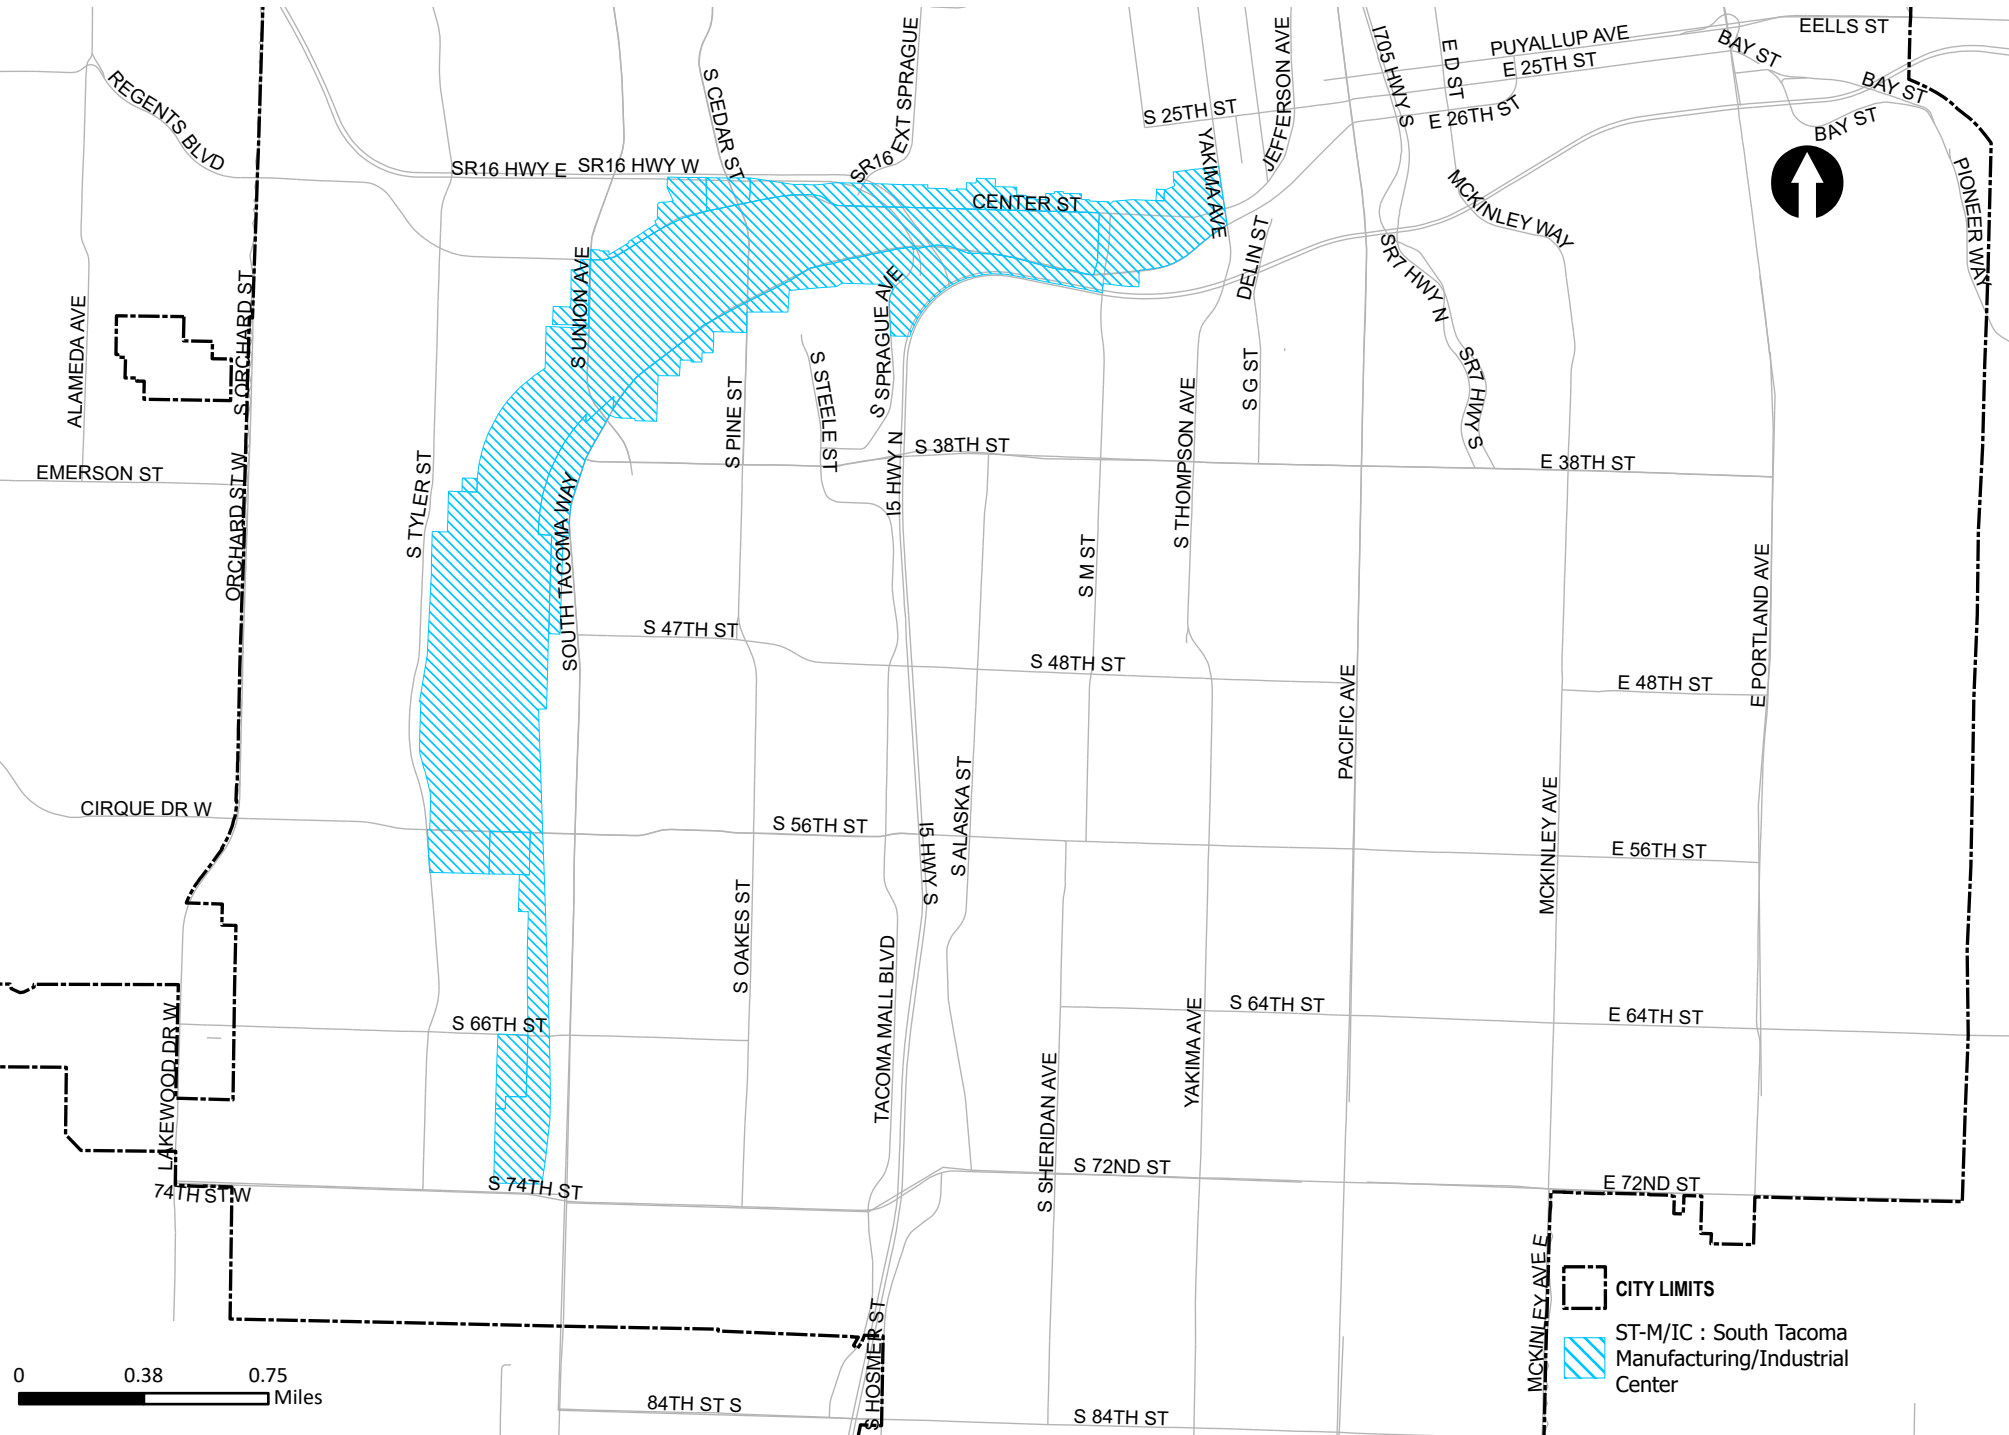 EELLS ST
PUYALLUP AVE
BAY ST
E 25TH ST
I705 HWY S
E D ST
JEFFERSON AVE
S CEDAR ST
SR16 EXT SPRAGUE
REGENTS BLVD
S 25TH ST
E 26TH ST
BAY ST
BAY ST
SR16 HWY E
SR16 HWY W
YAKIMA AVE
CENTER ST
MCKINLEY WAY
PIONEER WAY
DELIN ST
SR7 HWY N
S UNION AVE
S ORCHARD ST
ALAMEDA AVE
S SPRAGUE AVE
S STEELE ST
S PINE ST
S G ST
SR7 HWY S
S THOMPSON AVE
S 38TH ST
E 38TH ST
EMERSON ST
ORCHARD ST W
S TYLER ST
I5 HWY N
SOUTH TACOMA WAY
S M ST
E PORTLAND AVE
S 47TH ST
S 48TH ST
E 48TH ST
PACIFIC AVE
CIRQUE DR W
S 56TH ST
S ALASKA ST
I5 HWY S
MCKINLEY AVE
E 56TH ST
S OAKES ST
TACOMA MALL BLVD
S 64TH ST
E 64TH ST
S 66TH ST
LAKEWOOD DR W
YAKIMA AVE
S SHERIDAN AVE
S 72ND ST
E 72ND ST
74TH ST W
S 74TH ST
MCKINLEY AVE E
S HOSMER ST
84TH ST S
S 84TH ST
CITY LIMITS
ST-M/IC : South Tacoma
Manufacturing/Industrial
Center
0 0.38 0.75
Miles